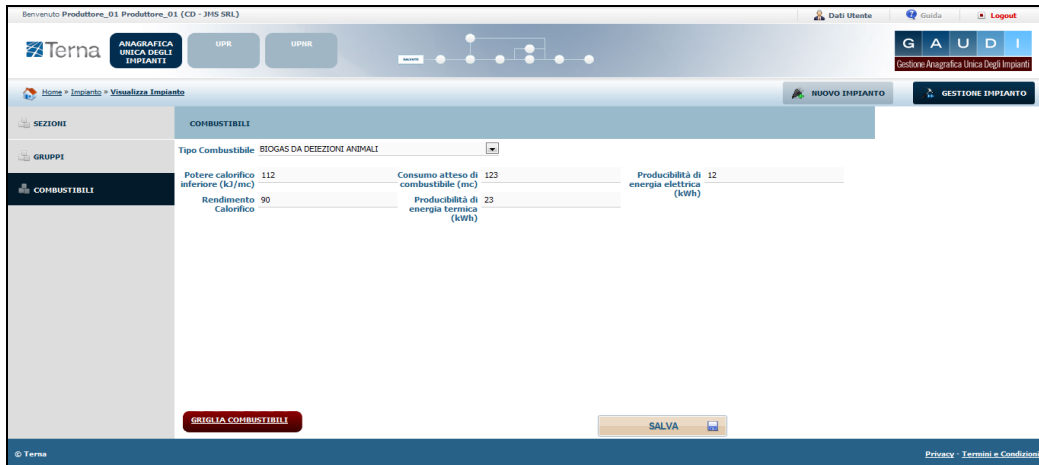 Benvenuto Produttore_01 Produttore_01 (CD - JMS SRL)
Dati Utente
Guida
Logout
Terna
ANAGRAFICA
UNICA DEGLI
IMPIANTI
UPR
UPNR
G A U D I
Gestione Anagrafica Unica Degli Impianti
Home » Impianto » Visualizza Impianto
NUOVO IMPIANTO
GESTIONE IMPIANTO
SEZIONI
GRUPPI
COMBUSTIBILI
COMBUSTIBILI
Tipo Combustibile BIOGAS DA DEIEZIONI ANIMALI
Potere calorifico
inferiore (kJ/mc)
112
Consumo atteso di
combustibile (mc)
123
Producibilità di
energia elettrica
(kWh)
12
Rendimento
Calorifico
90
Producibilità di
energia termica
(kWh)
23
GRIGLIA COMBUSTIBILI
SALVA
© Terna
Privacy - Termini e Condizioni